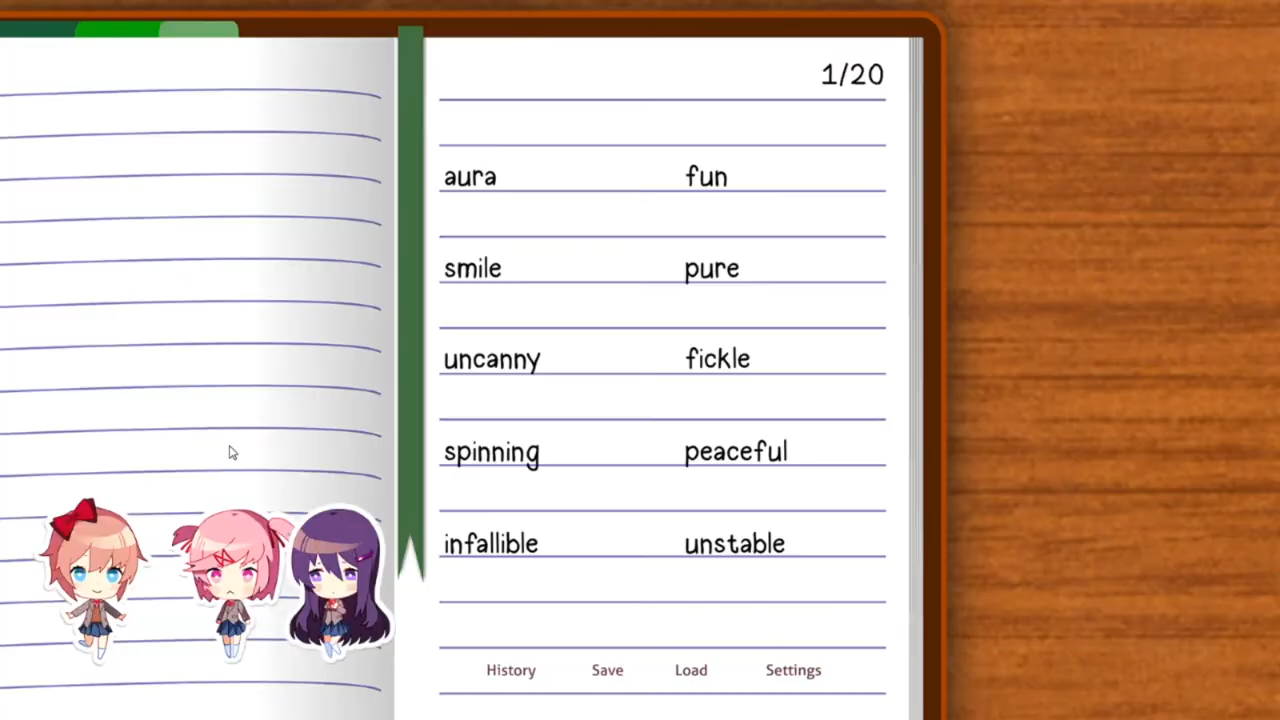 1/20
aura fun
smile pure
uncanny fickle
spinning peaceful
infallible unstable
History Save Load Settings